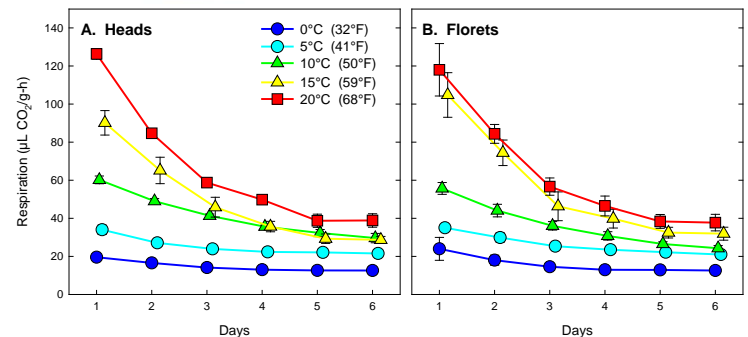 A. Heads
B. Florets
0°C (32°F)
5°C (41°F)
10°C (50°F)
15°C (59°F)
20°C (68°F)
Respiration (µL CO₂/g-h)
140
120
100
80
60
40
20
0
1 2 3 4 5 6
1 2 3 4 5 6
Days
Days